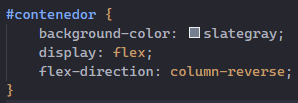 #contenedor {
background-color: slategray;
display: flex;
flex-direction: column-reverse;
}